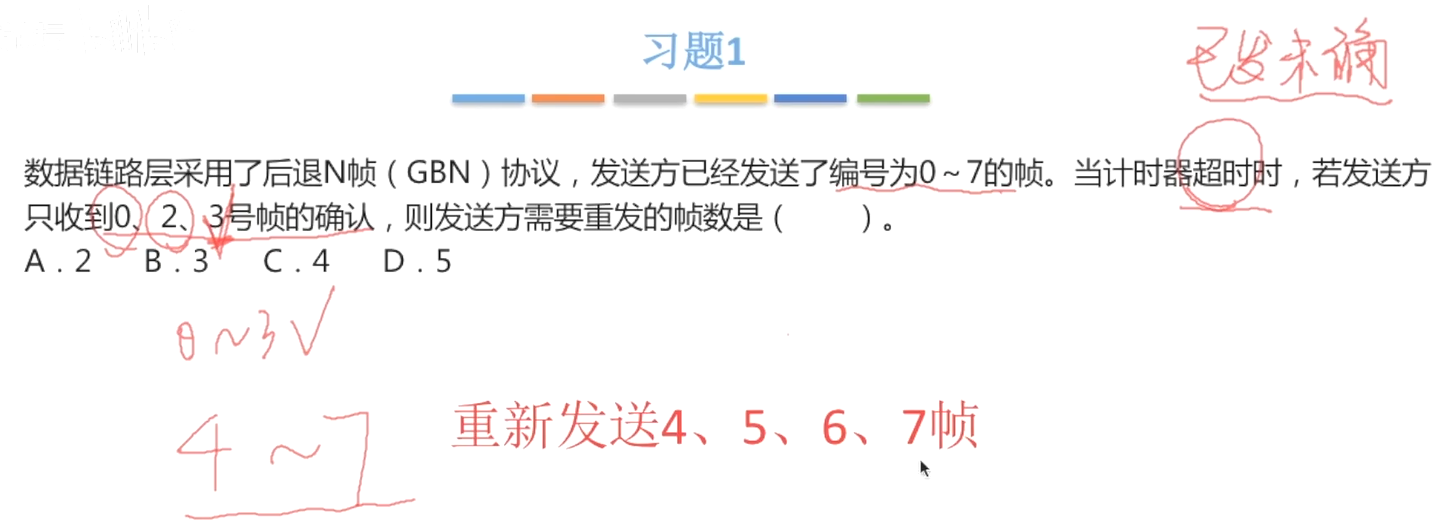 习题1
已发未确
数据链路层采用了后退N帧（GBN）协议，发送方已经发送了编号为0～7的帧。当计时器超时时，若发送方
只收到0、2、3号帧的确认，则发送方需要重发的帧数是（　　）。
A．2　B．3　C．4　D．5
0～3√
4～7
重新发送4、5、6、7帧